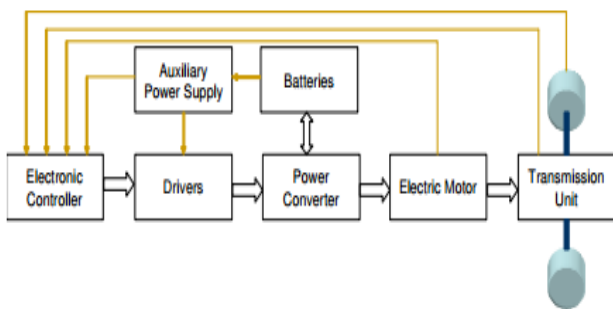 Auxiliary
Power Supply
Batteries
Electronic
Controller
Drivers
Power
Converter
Electric Motor
Transmission
Unit